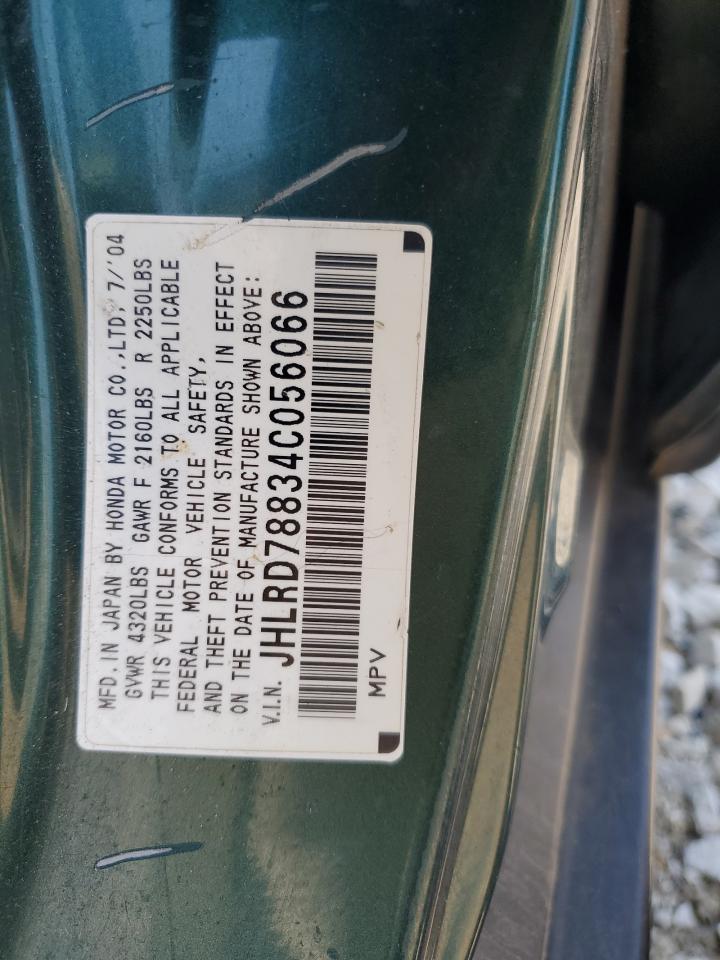 MFD. IN JAPAN BY HONDA MOTOR CO.,LTD, 7/'04
GVWR 4320LBS GAWR F 2160LBS R 2250LBS
THIS VEHICLE CONFORMS TO ALL APPLICABLE
FEDERAL MOTOR VEHICLE SAFETY,
AND THEFT PREVENTION STANDARDS IN EFFECT
ON THE DATE OF MANUFACTURE SHOWN ABOVE:
V.I.N. JHLRD78834C056066
MPV